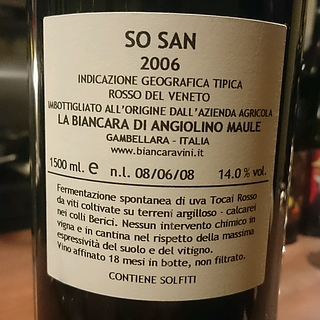 SO SAN
2006
INDICAZIONE GEOGRAFICA TIPICA
ROSSO DEL VENETO
IMBOTTIGLIATO ALL'ORIGINE DALL'AZIENDA AGRICOLA
LA BIANCARA DI ANGIOLINO MAULE
GAMBELLARA - ITALIA
www.biancaravini.it
1500 ml. e n.l. 08/06/08 14.0 % vol.
Fermentazione spontanea di uva Tocai Rosso
da viti coltivate su terreni argilloso - calcarei
nei colli Berici. Nessun intervento chimico in
vigna e in cantina nel rispetto della massima
espressività del suolo e del vitigno.
Vino affinato 18 mesi in botte, non filtrato.
CONTIENE SOLFITI